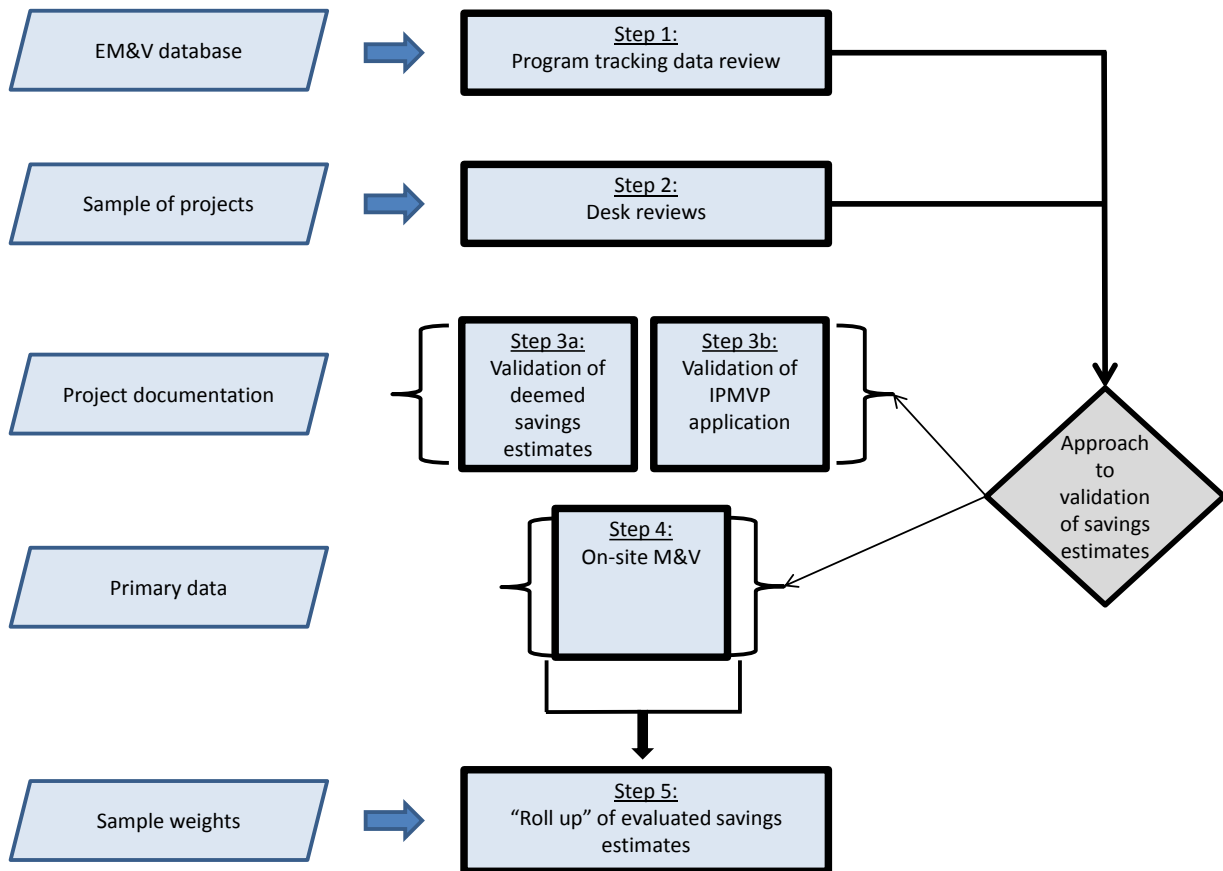 EM&V database
Step 1:
Program tracking data review
Sample of projects
Step 2:
Desk reviews
Project documentation
Step 3a:
Validation of
deemed
savings
estimates
Step 3b:
Validation of
IPMVP
application
Approach
to
validation
of savings
estimates
Primary data
Step 4:
On-site M&V
Sample weights
Step 5:
“Roll up” of evaluated savings
estimates